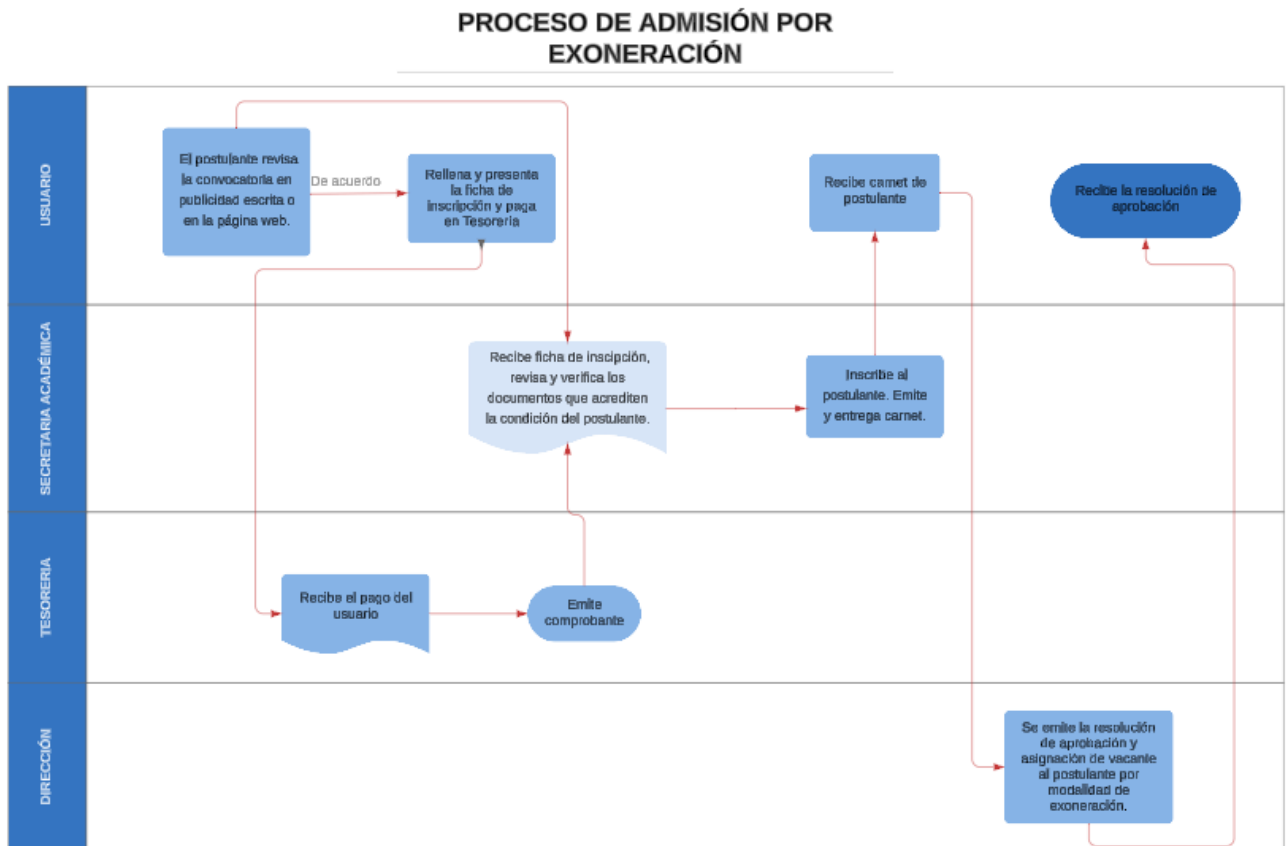 PROCESO DE ADMISIÓN POR
EXONERACIÓN
USUARIO
El postulante revisa
la convocatoria en
publicidad escrita o
en la página web.
De acuerdo
Rellena y presenta
la ficha de
inscripción y paga
en Tesoreria
Recibe carnet de
postulante
Recibe la resolución de
aprobación
SECRETARIA ACADÉMICA
Recibe ficha de inscipción,
revisa y verifica los
documentos que acrediten
la condición del postulante.
Inscribe al
postulante. Emite
y entrega carnet.
TESORERIA
Recibe el pago del
usuario
Emite
comprobante
DIRECCIÓN
Se emite la resolución
de aprobación y
asignación de vacante
al postulante por
modalidad de
exoneración.